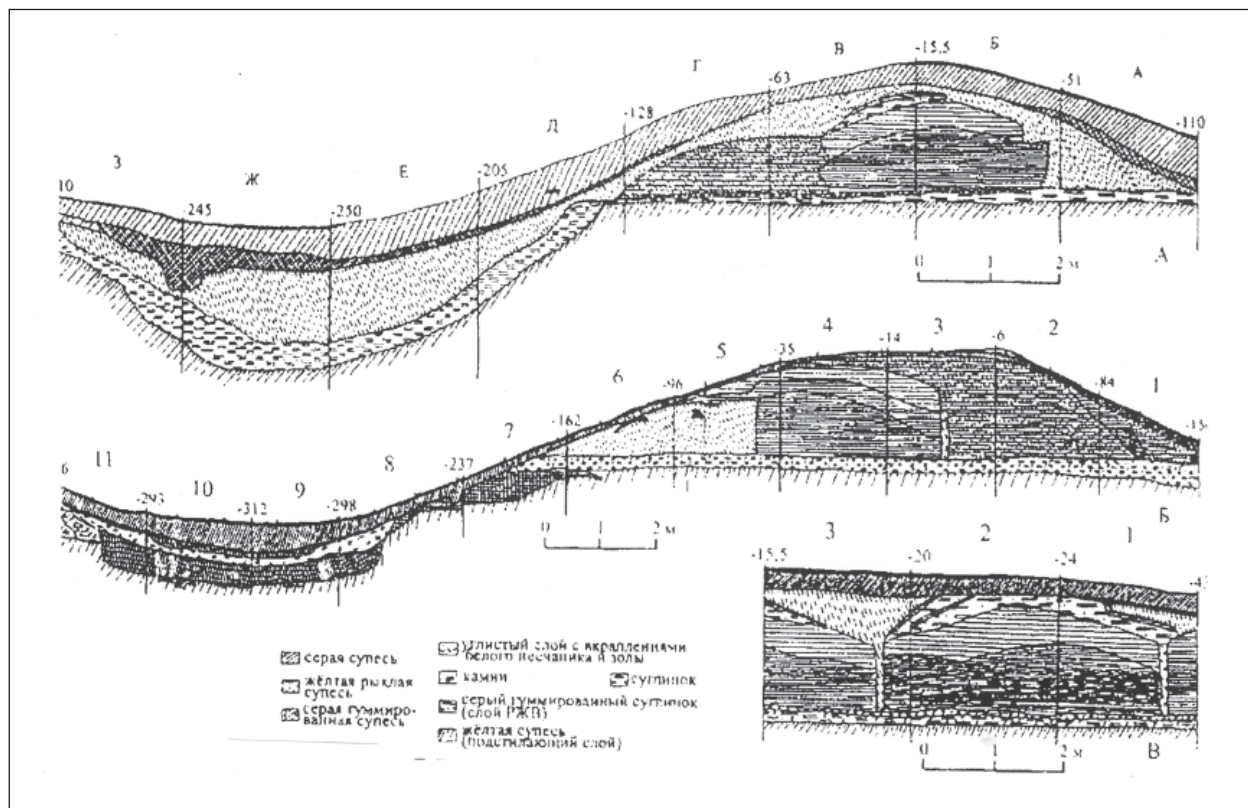 З Ж Е Д Г В Б А
10 -245 -250 -205 -128 -63 -15,5 -51 -110
0 1 2 м
А
11 10 9 8 7 6 5 4 3 2 1
6 -293 -312 -298 -237 -162 -96 -35 -14 -6 -84
0 1 2 м
Б
3 2 1
-15,5 -20 -24
0 1 2 м
В
серая супесь
жёлтая рыхлая
супесь
серая гуммиро-
ванная супесь
углистый слой с вкраплениями
белого песчаника и золы
камни
суглинок
серый гуммированный суглинок
(слой РЖВ)
жёлтая супесь
(подстилающий слой)